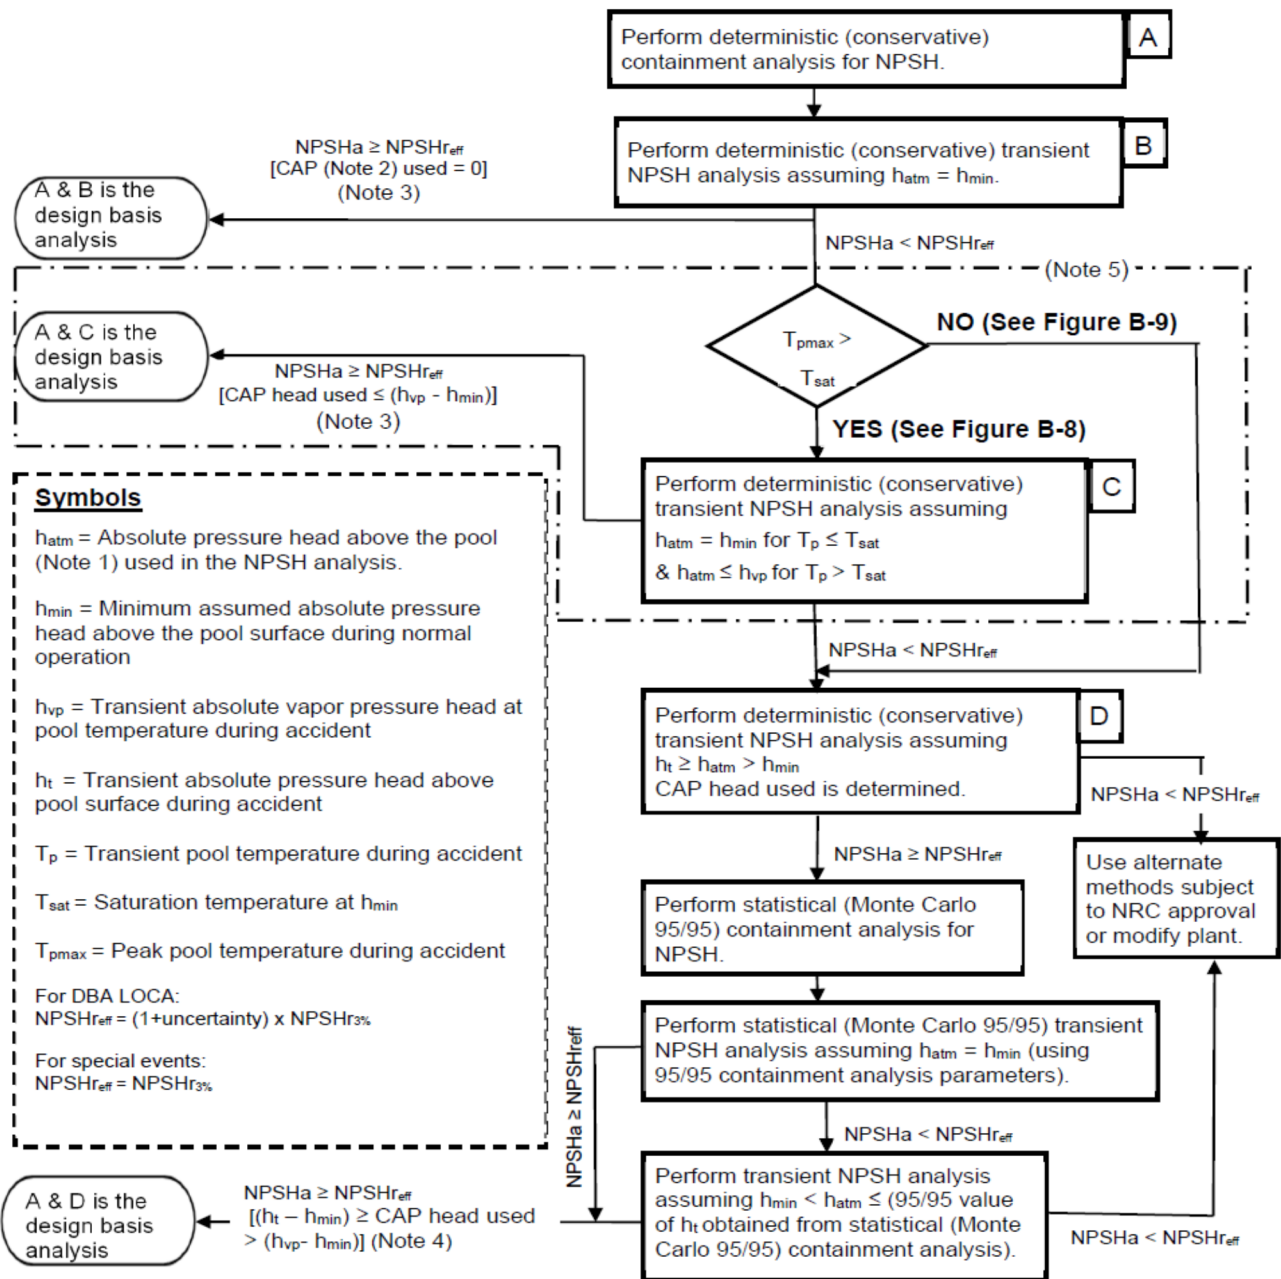 Perform deterministic (conservative)
containment analysis for NPSH.
A
Perform deterministic (conservative) transient
NPSH analysis assuming hatm = hmin.
B
NPSHa ≥ NPSHreff
[CAP (Note 2) used = 0]
(Note 3)
A & B is the
design basis
analysis
NPSHa < NPSHreff
(Note 5)
Tpmax >
Tsat
NO (See Figure B-9)
A & C is the
design basis
analysis
NPSHa ≥ NPSHreff
[CAP head used ≤ (hvp - hmin)]
(Note 3)
YES (See Figure B-8)
Perform deterministic (conservative)
transient NPSH analysis assuming
hatm = hmin for Tp ≤ Tsat
& hatm ≤ hvp for Tp > Tsat
C
NPSHa < NPSHreff
Symbols
hatm = Absolute pressure head above the pool
(Note 1) used in the NPSH analysis.
hmin = Minimum assumed absolute pressure
head above the pool surface during normal
operation
hvp = Transient absolute vapor pressure head at
pool temperature during accident
ht = Transient absolute pressure head above
pool surface during accident
Tp = Transient pool temperature during accident
Tsat = Saturation temperature at hmin
Tpmax = Peak pool temperature during accident
For DBA LOCA:
NPSHreff = (1+uncertainty) x NPSHr3%
For special events:
NPSHreff = NPSHr3%
Perform deterministic (conservative)
transient NPSH analysis assuming
ht ≥ hatm > hmin
CAP head used is determined.
D
NPSHa < NPSHreff
NPSHa ≥ NPSHreff
Use alternate
methods subject
to NRC approval
or modify plant.
Perform statistical (Monte Carlo
95/95) containment analysis for
NPSH.
Perform statistical (Monte Carlo 95/95) transient
NPSH analysis assuming hatm = hmin (using
95/95 containment analysis parameters).
NPSHa ≥ NPSHreff
NPSHa < NPSHreff
Perform transient NPSH analysis
assuming hmin < hatm ≤ (95/95 value
of ht obtained from statistical (Monte
Carlo 95/95) containment analysis).
NPSHa < NPSHreff
NPSHa ≥ NPSHreff
[(ht – hmin) ≥ CAP head used
> (hvp- hmin)] (Note 4)
A & D is the
design basis
analysis